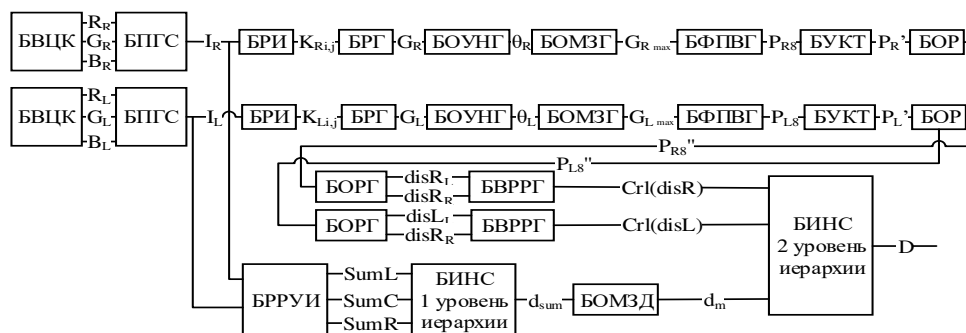 R_R
БВЦК G_R БПГС I_R БРИ K_Ri,j БРГ G_R БОУНГ θ_R БОМЗГ G_R max БФПВГ P_R8 БУКТ P_R’ БОР
B_R
R_L
БВЦК G_L БПГС I_L БРИ K_Li,j БРГ G_L БОУНГ θ_L БОМЗГ G_L max БФПВГ P_L8 БУКТ P_L’ БОР
B_L
P_R8"
P_L8"
disR_L
БОРГ БВРРГ Crl(disR)
disR_R
disL_L
БОРГ БВРРГ Crl(disL)
disR_R
БИНС
2 уровень
иерархии
D
SumL
БРРУИ SumC
SumR
БИНС
1 уровень
иерархии
d_sum БОМЗД d_m